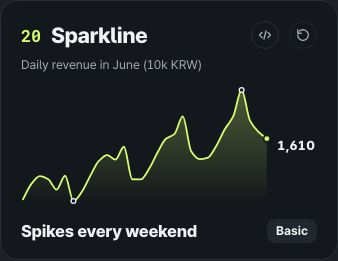 20 Sparkline
Daily revenue in June (10k KRW)
1,610
Spikes every weekend
Basic